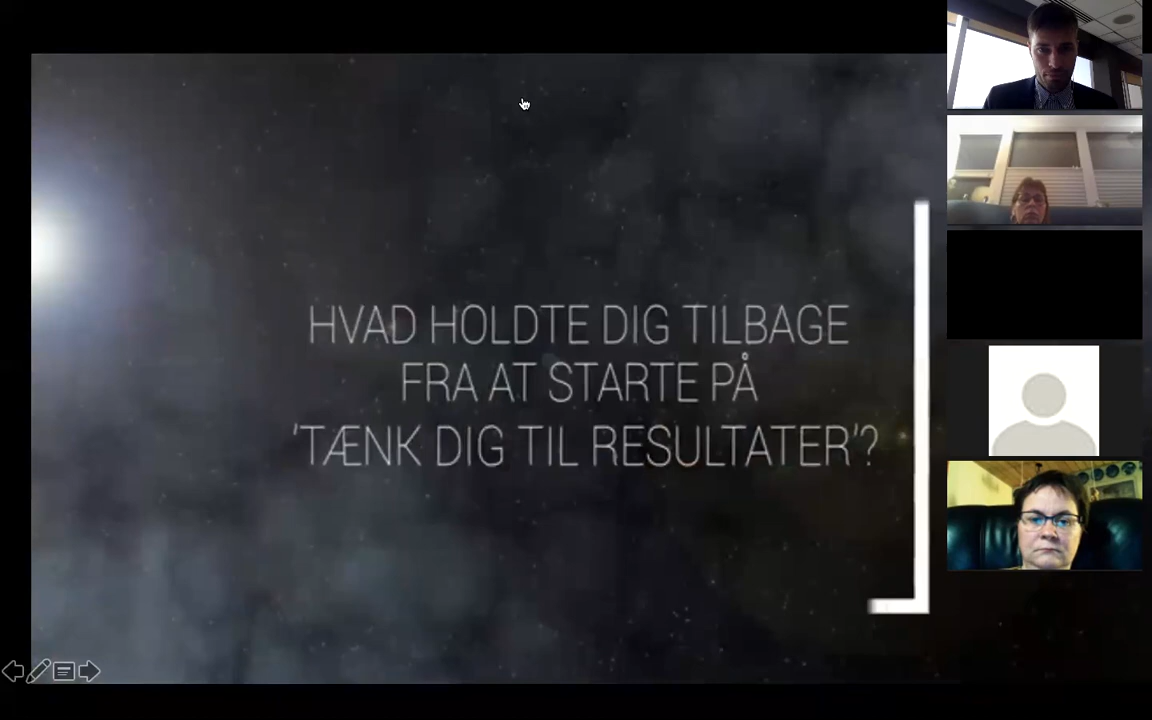 HVAD HOLDTE DIG TILBAGE
FRA AT STARTE PÅ
'TÆNK DIG TIL RESULTATER'?